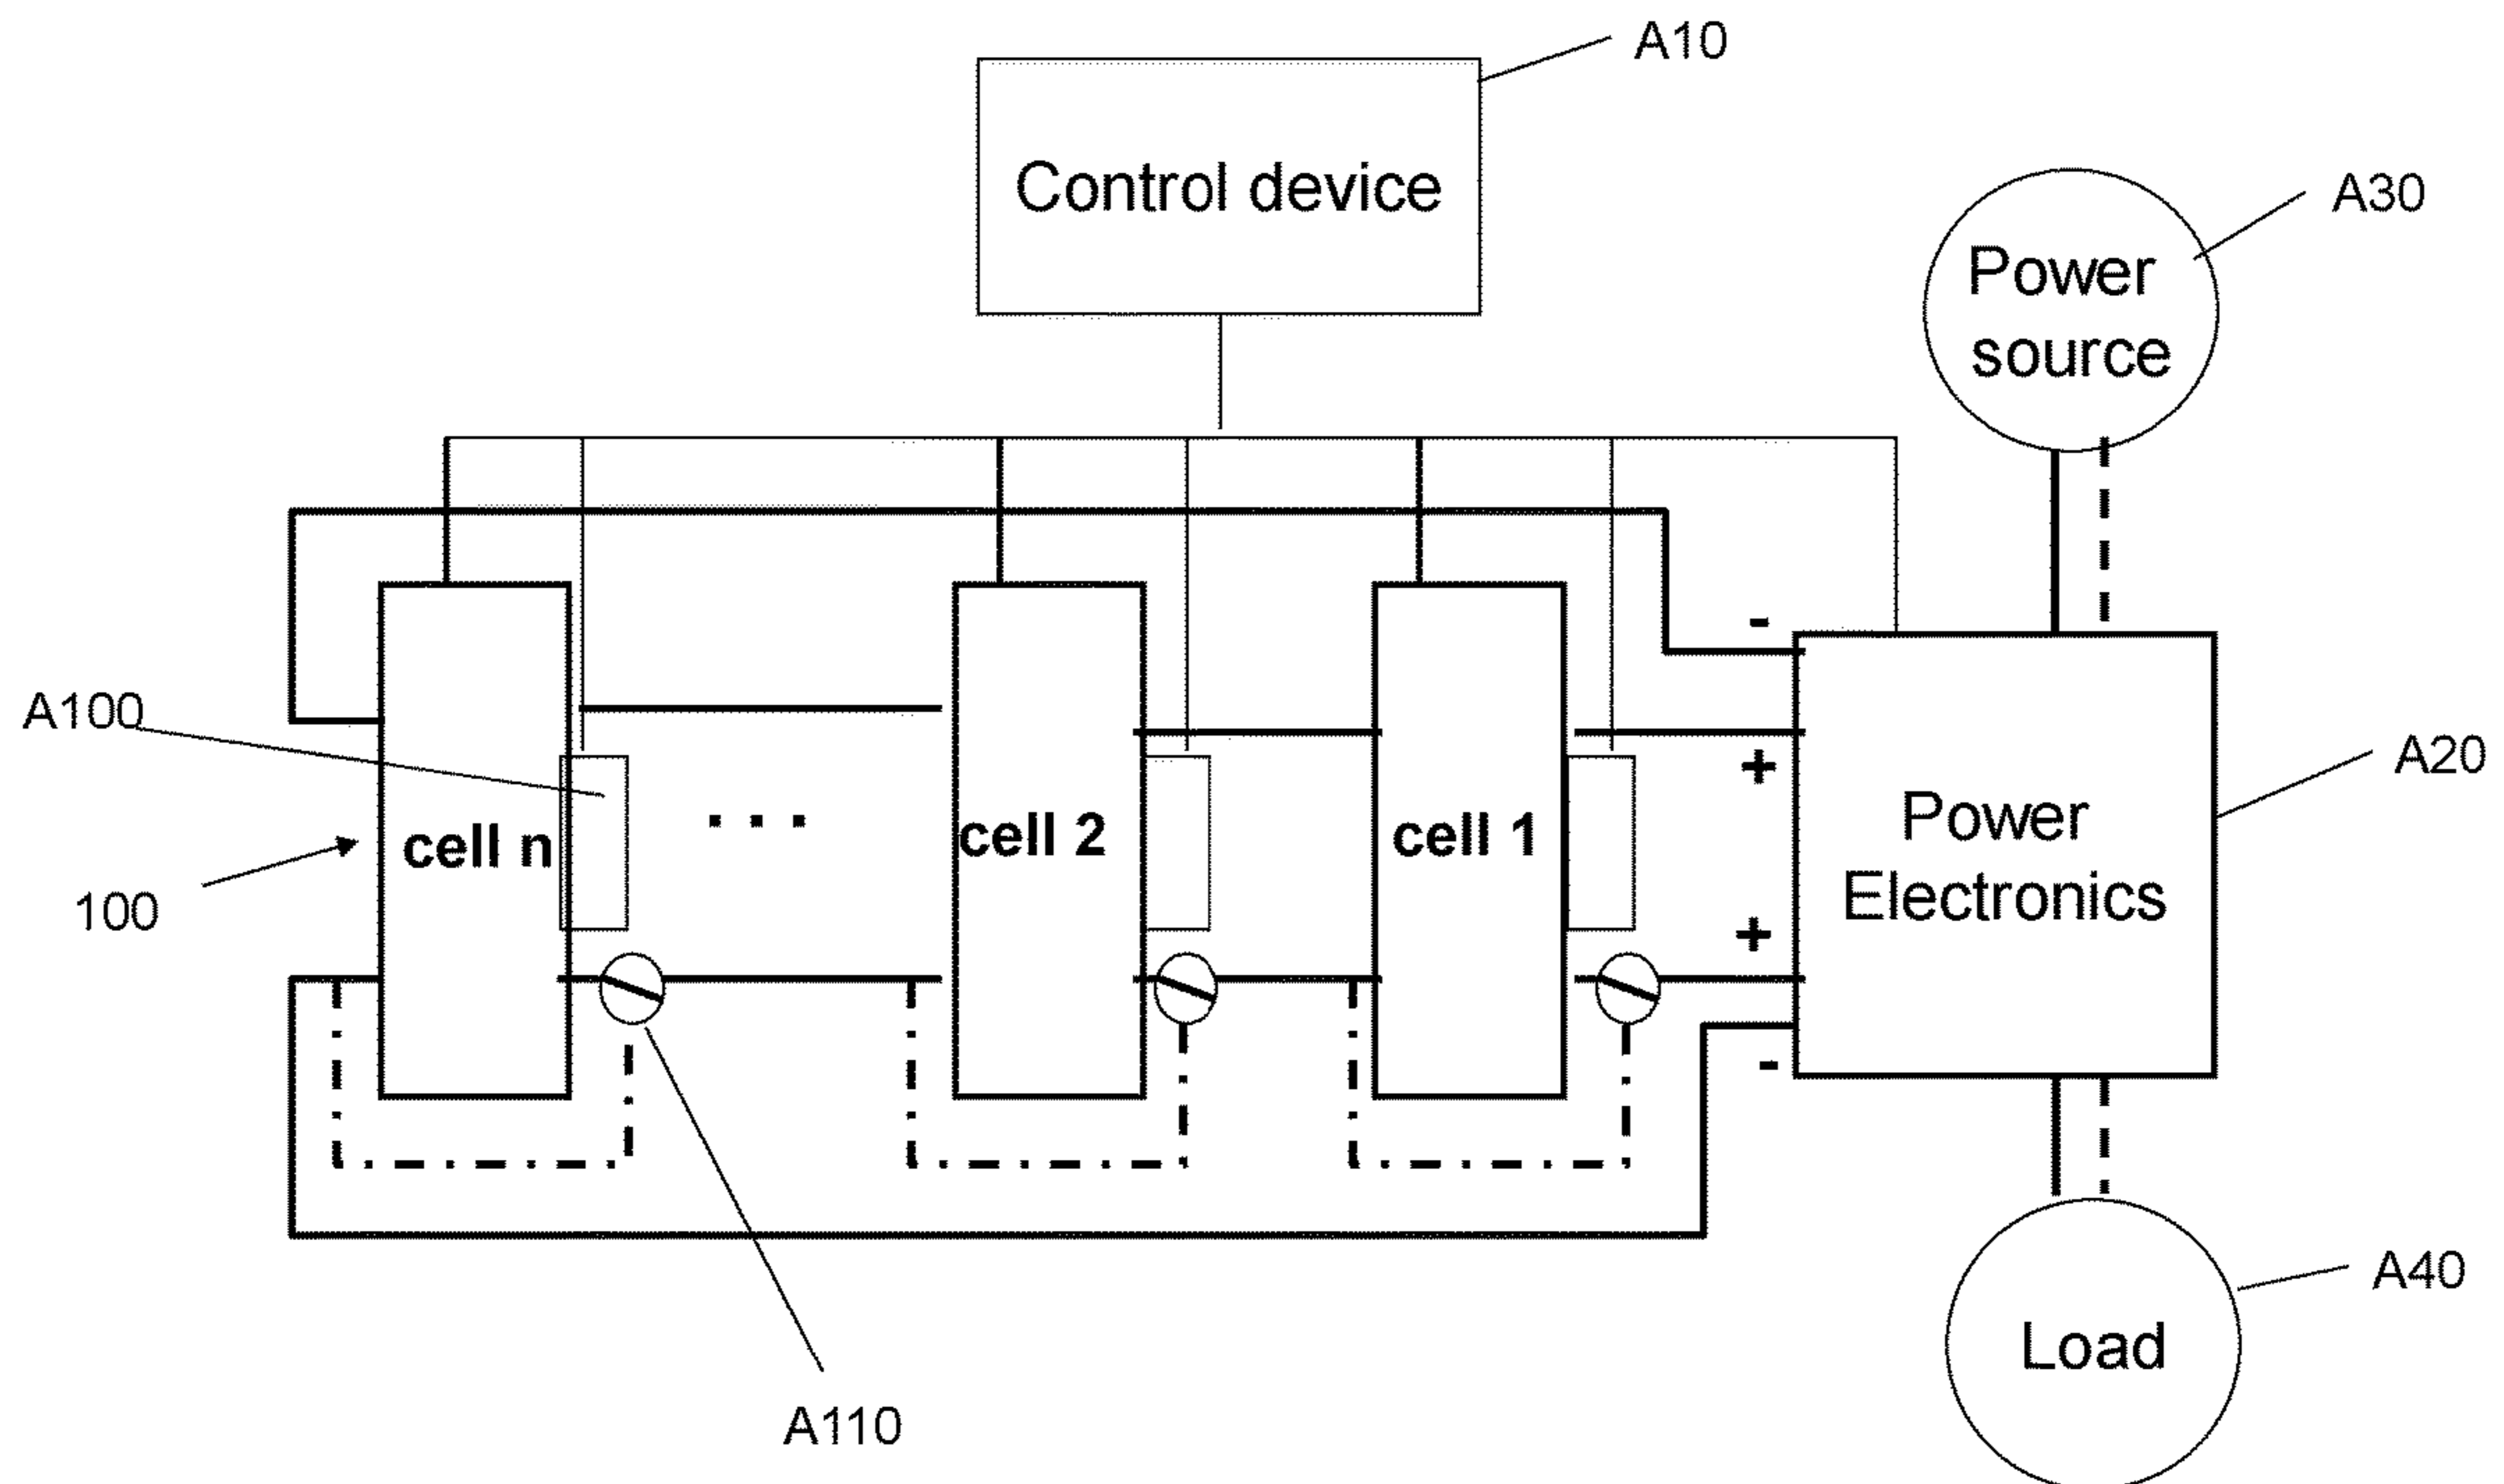 A10
Control device
A30
Power
source
-
A100
+
A20
Power
Electronics
. . .
cell n
cell 2
cell 1
100
+
-
A40
Load
A110